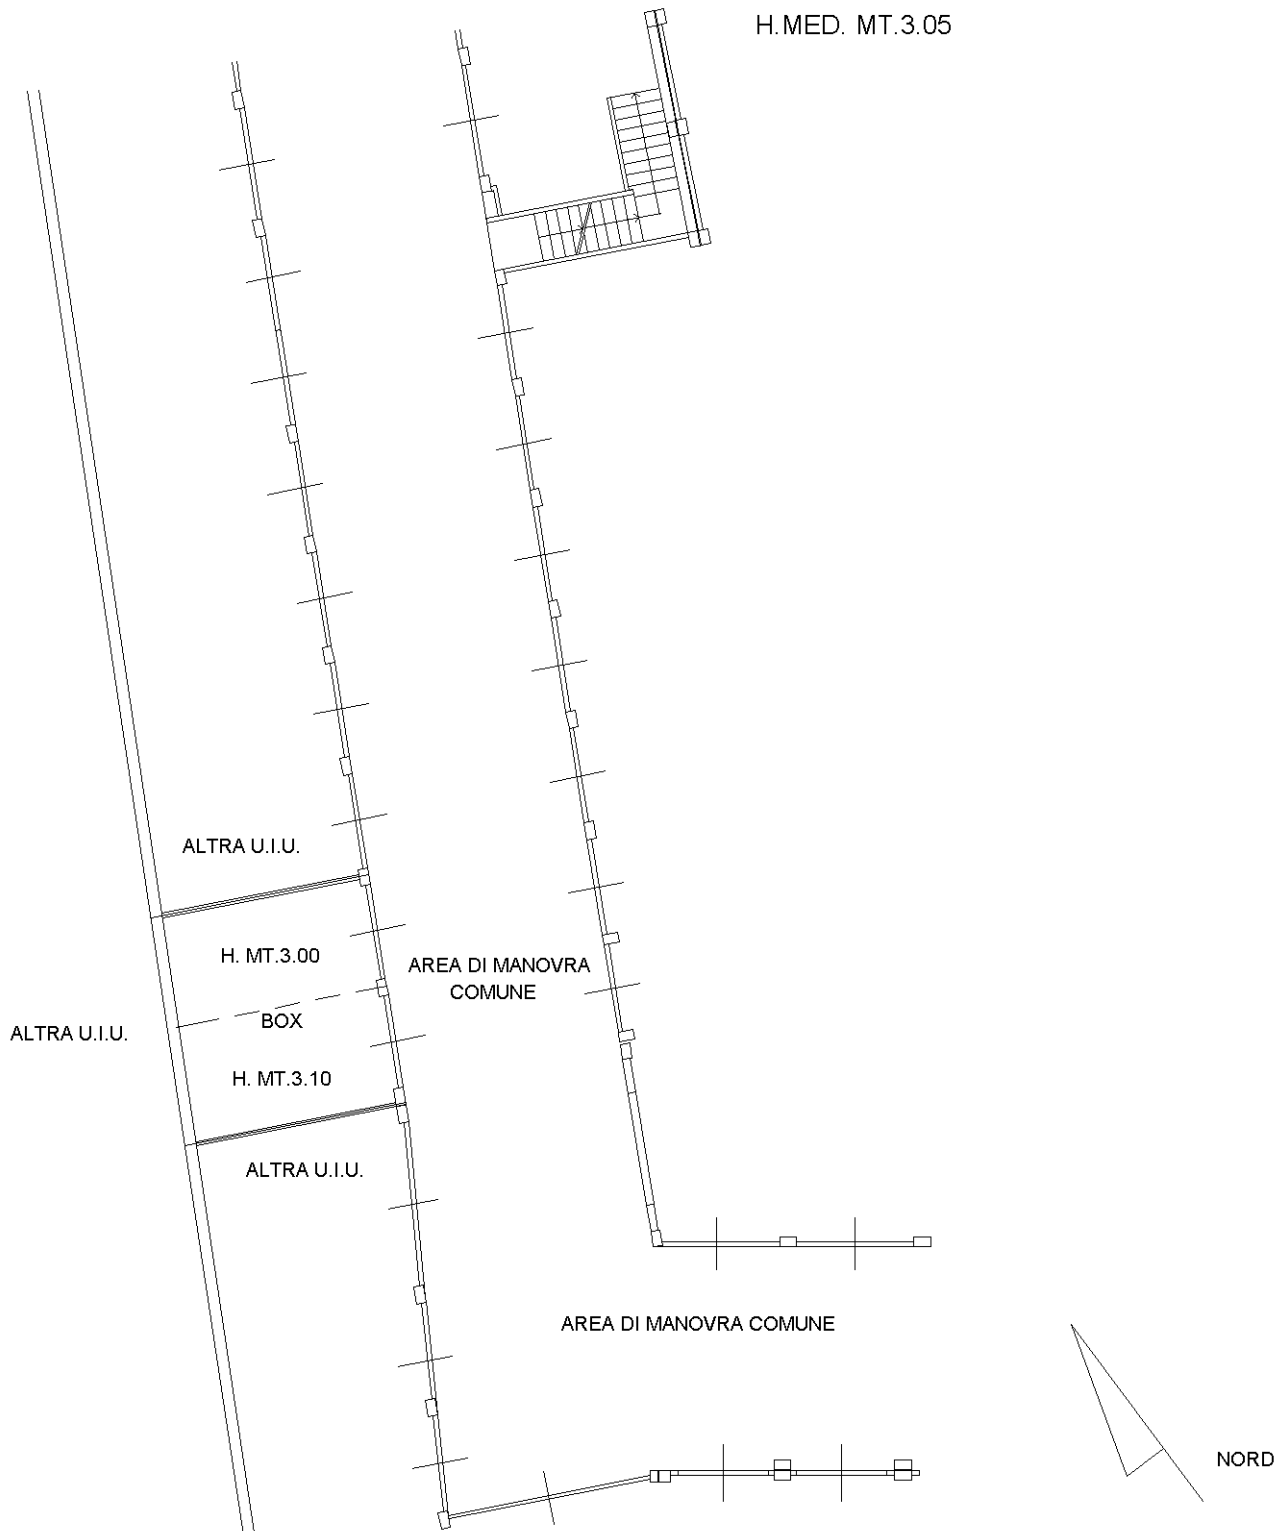 H.MED. MT.3.05
ALTRA U.I.U.
H. MT.3.00
AREA DI MANOVRA
COMUNE
BOX
ALTRA U.I.U.
H. MT.3.10
ALTRA U.I.U.
AREA DI MANOVRA COMUNE
NORD